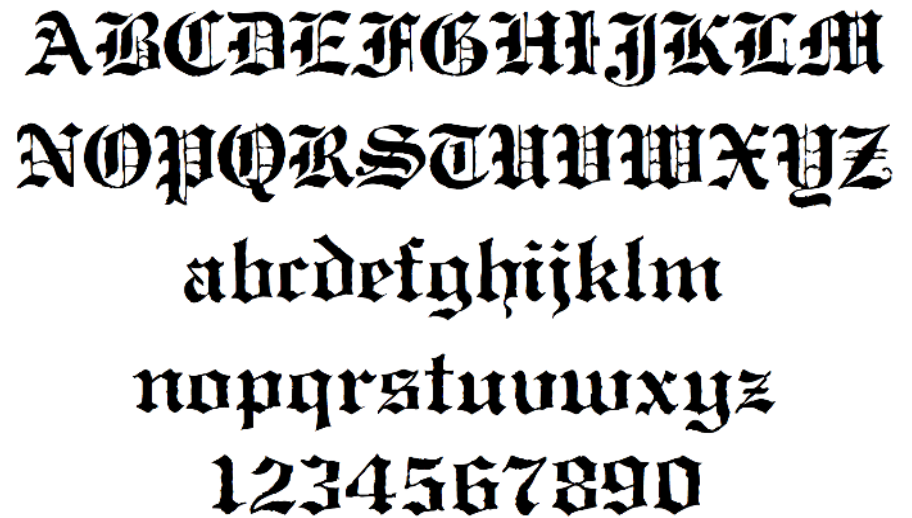 ABCDEFGHIJKLM
NOPQRSTUVWXYZ
abcdefghijklm
nopqrstuvwxyz
1234567890